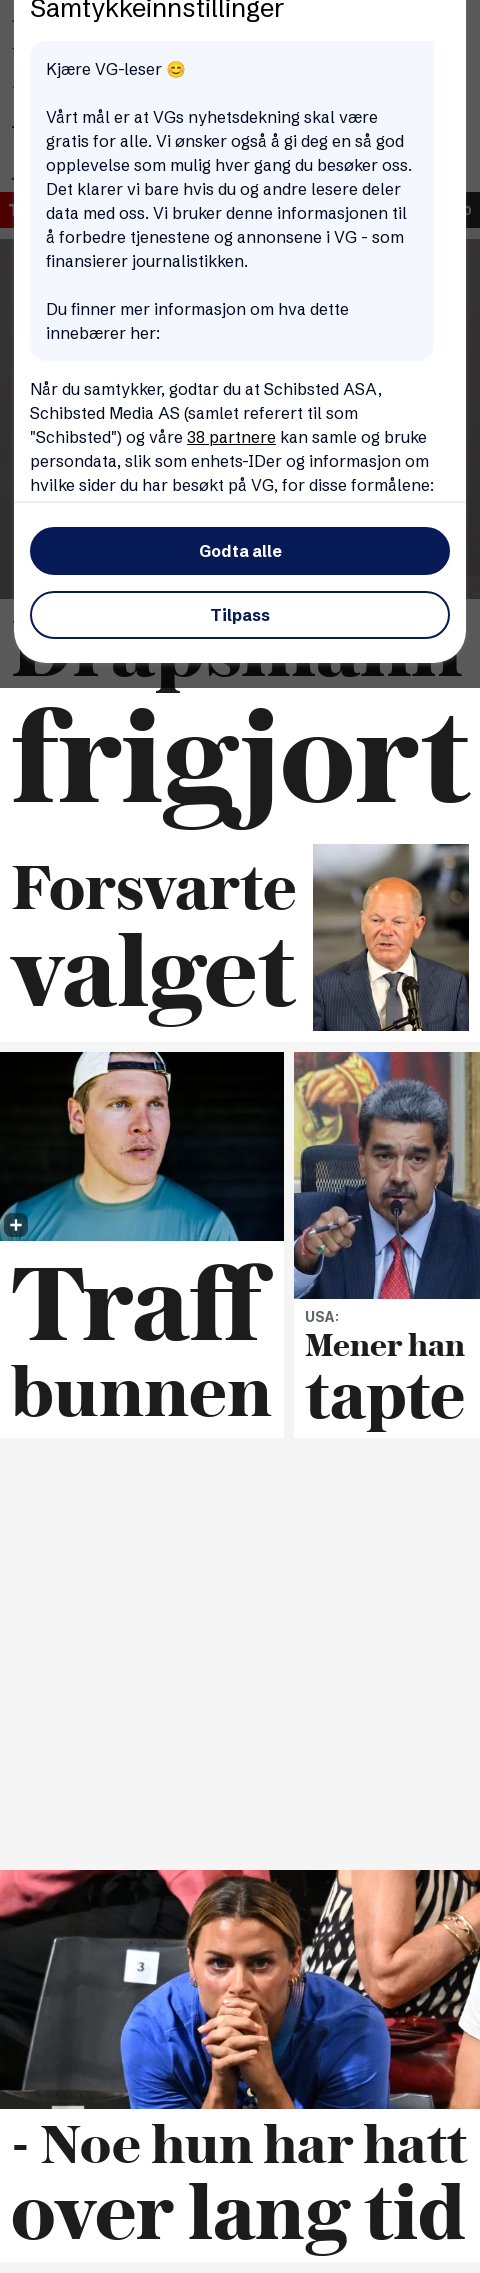 Samtykkeinnstillinger
Kjære VG-leser 😊
Vårt mål er at VGs nyhetsdekning skal være
gratis for alle. Vi ønsker også å gi deg en så god
opplevelse som mulig hver gang du besøker oss.
Det klarer vi bare hvis du og andre lesere deler
data med oss. Vi bruker denne informasjonen til
å forbedre tjenestene og annonsene i VG - som
finansierer journalistikken.
Du finner mer informasjon om hva dette
innebærer her:
Når du samtykker, godtar du at Schibsted ASA,
Schibsted Media AS (samlet referert til som
"Schibsted") og våre 38 partnere kan samle og bruke
persondata, slik som enhets-IDer og informasjon om
hvilke sider du har besøkt på VG, for disse formålene:
Godta alle
Tilpass
Drapsmann
frigjort
Forsvarte
valget
Traff
bunnen
USA:
Mener han
tapte
3
- Noe hun har hatt
over lang tid